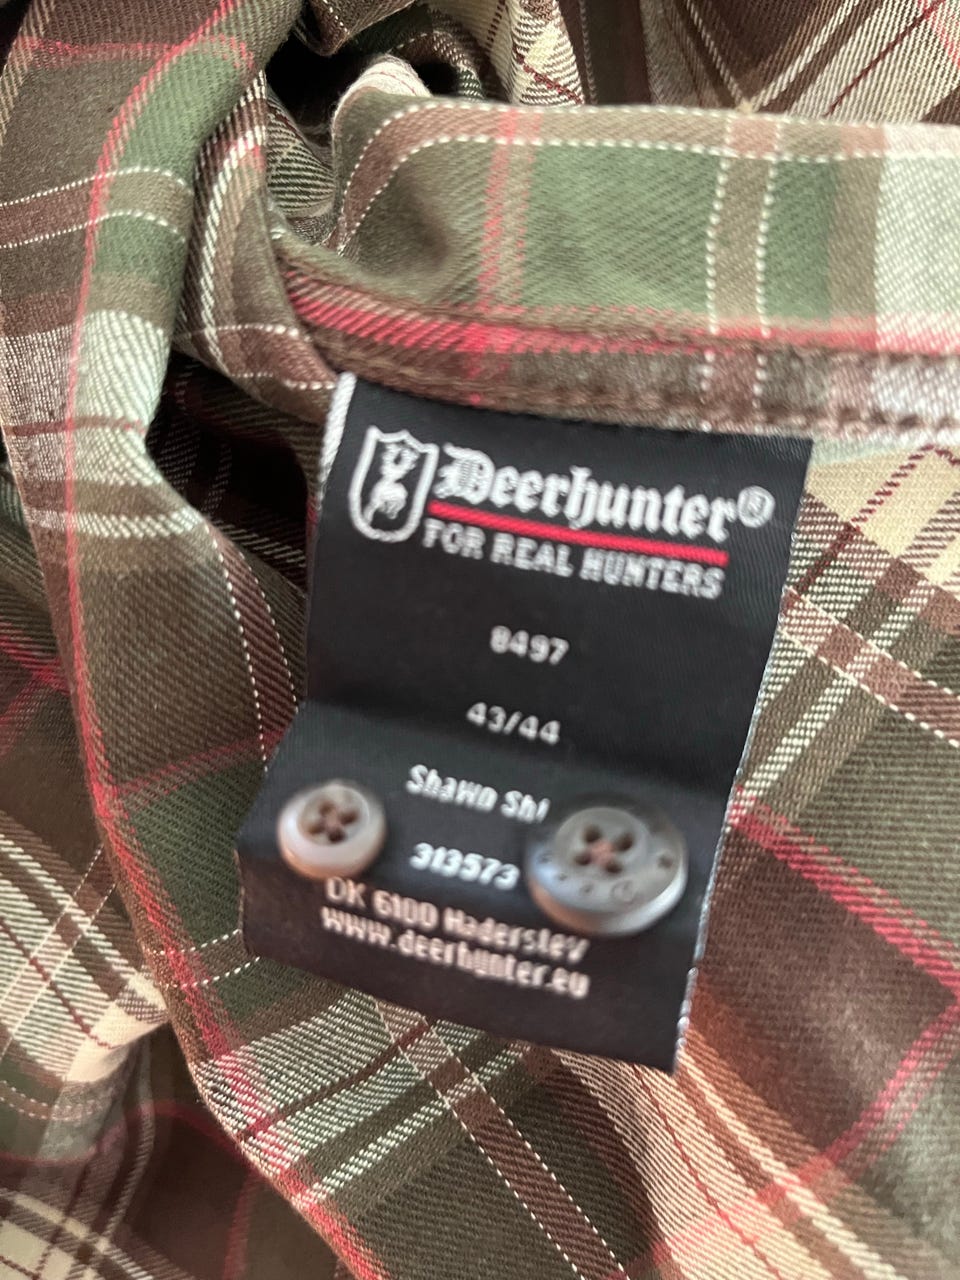 Deerhunter®
FOR REAL HUNTERS
8497
43/44
Shawn Shi
313573
DK 6100 Haderslev
www.deerhunter.eu